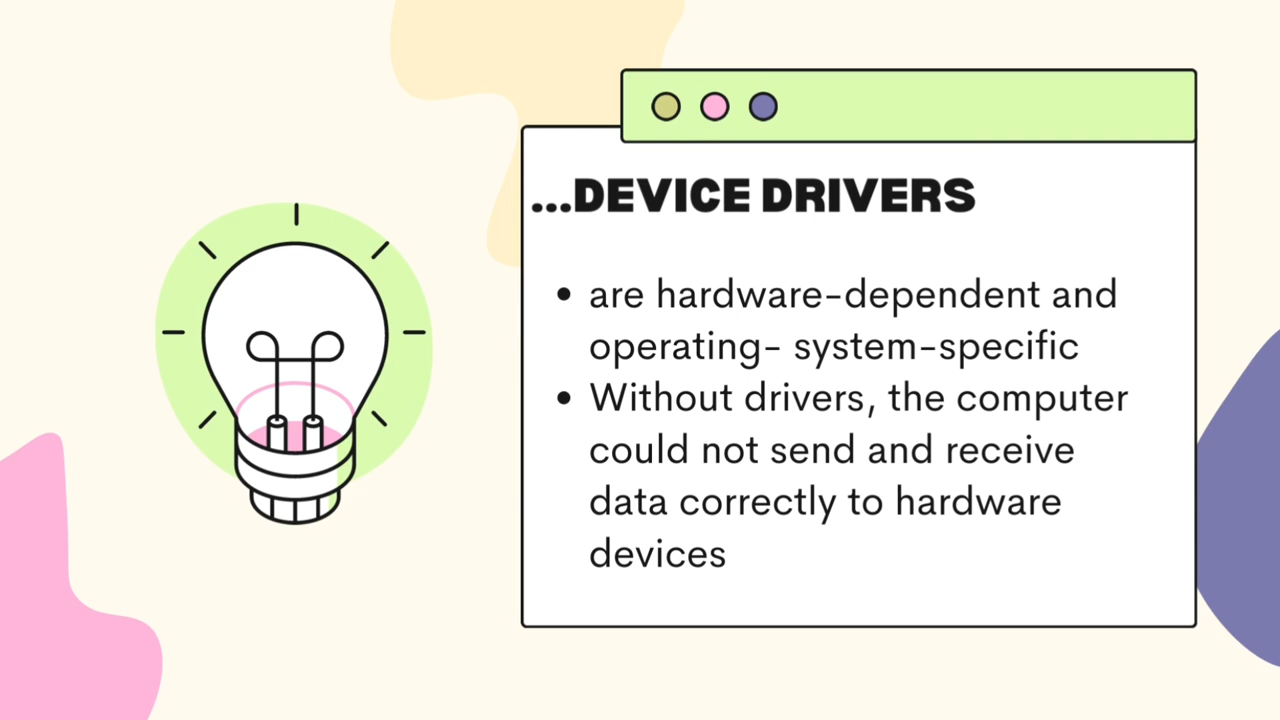 ...DEVICE DRIVERS
• are hardware-dependent and
operating- system-specific
• Without drivers, the computer
could not send and receive
data correctly to hardware
devices